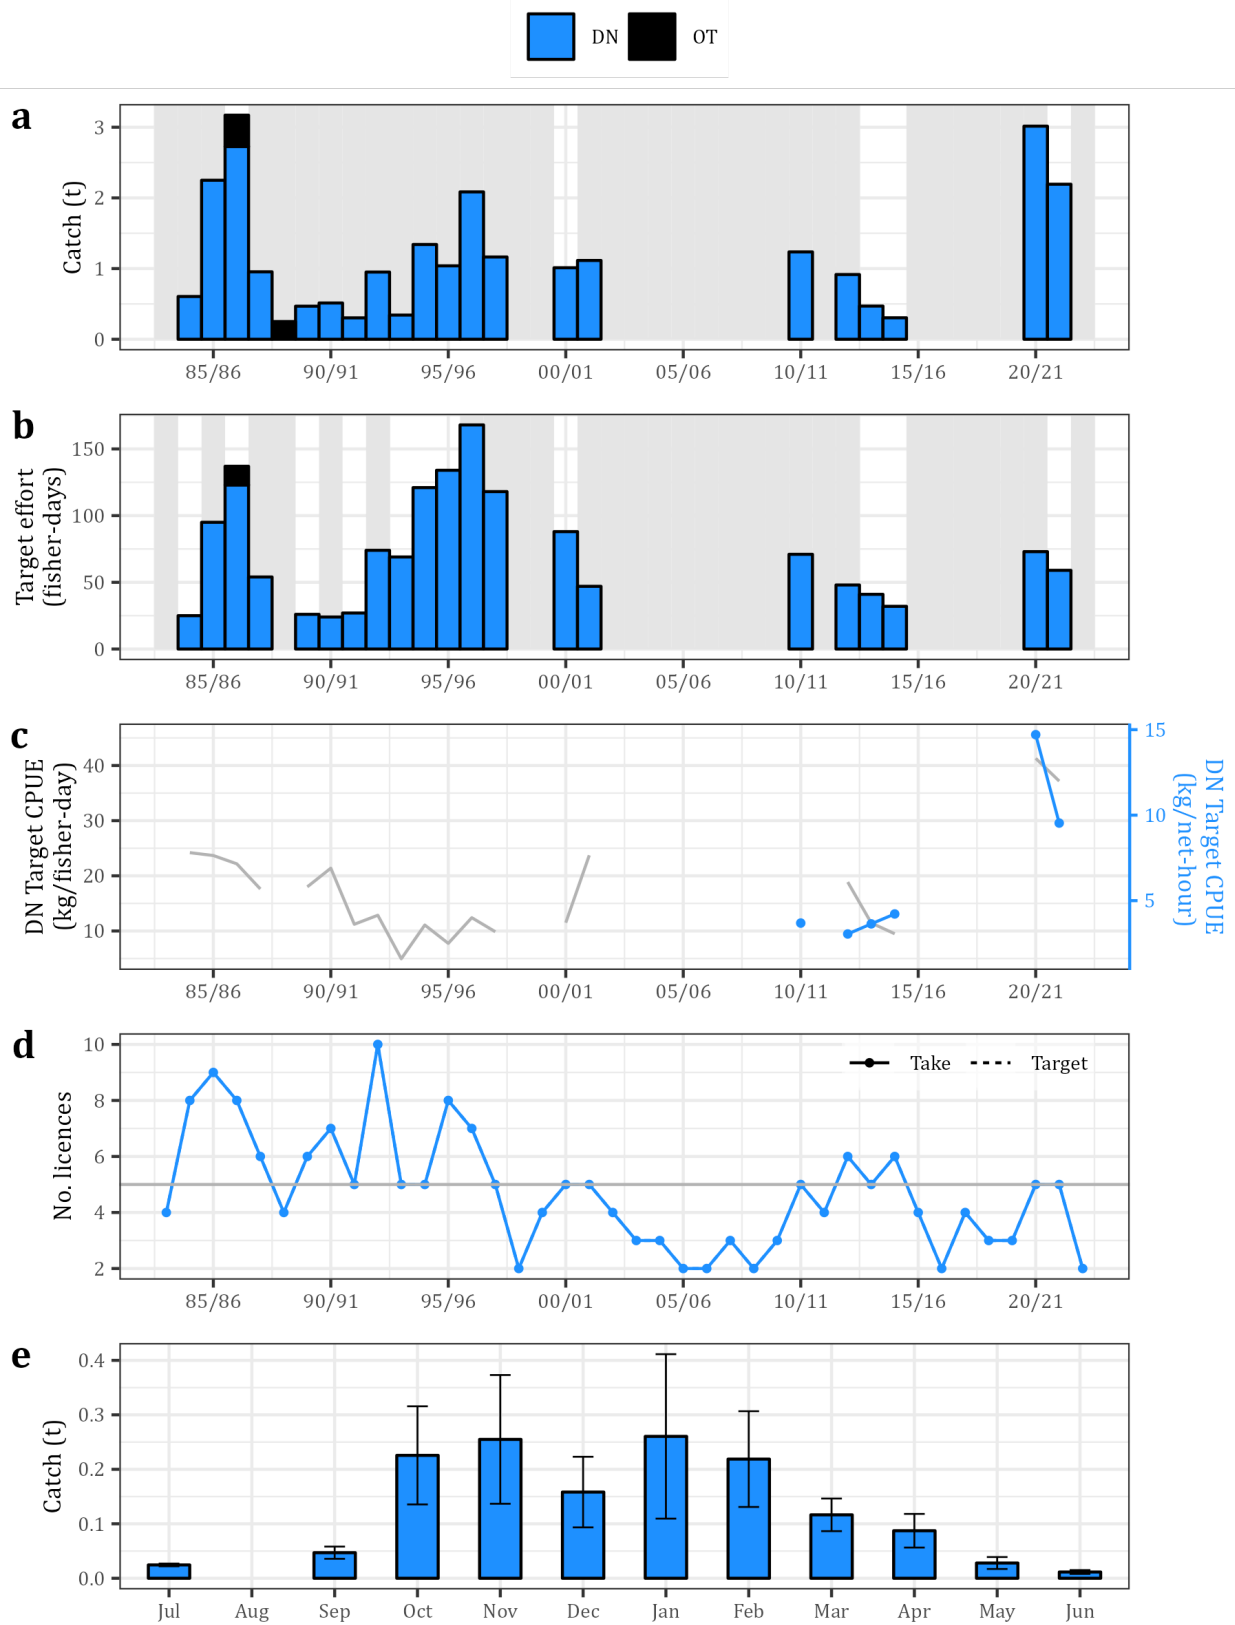 DN OT
a
Catch (t)
3
2
1
0
85/86 90/91 95/96 00/01 05/06 10/11 15/16 20/21
b
Target effort
(fisher-days)
150
100
50
0
85/86 90/91 95/96 00/01 05/06 10/11 15/16 20/21
c
DN Target CPUE
(kg/fisher-day)
40
30
20
10
15
10
5
DN Target CPUE
(kg/net-hour)
85/86 90/91 95/96 00/01 05/06 10/11 15/16 20/21
d
No. licences
10
8
6
4
2
Take Target
85/86 90/91 95/96 00/01 05/06 10/11 15/16 20/21
e
Catch (t)
0.4
0.3
0.2
0.1
0.0
Jul Aug Sep Oct Nov Dec Jan Feb Mar Apr May Jun